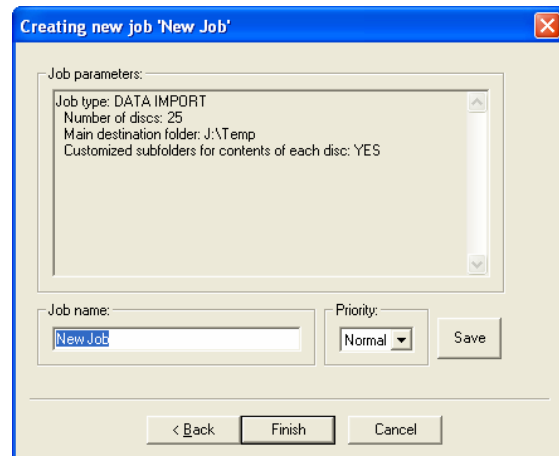 Creating new job 'New Job'
Job parameters:
Job type: DATA IMPORT
Number of discs: 25
Main destination folder: J:\Temp
Customized subfolders for contents of each disc: YES
Job name:
New Job
Priority:
Normal
Save
< Back
Finish
Cancel